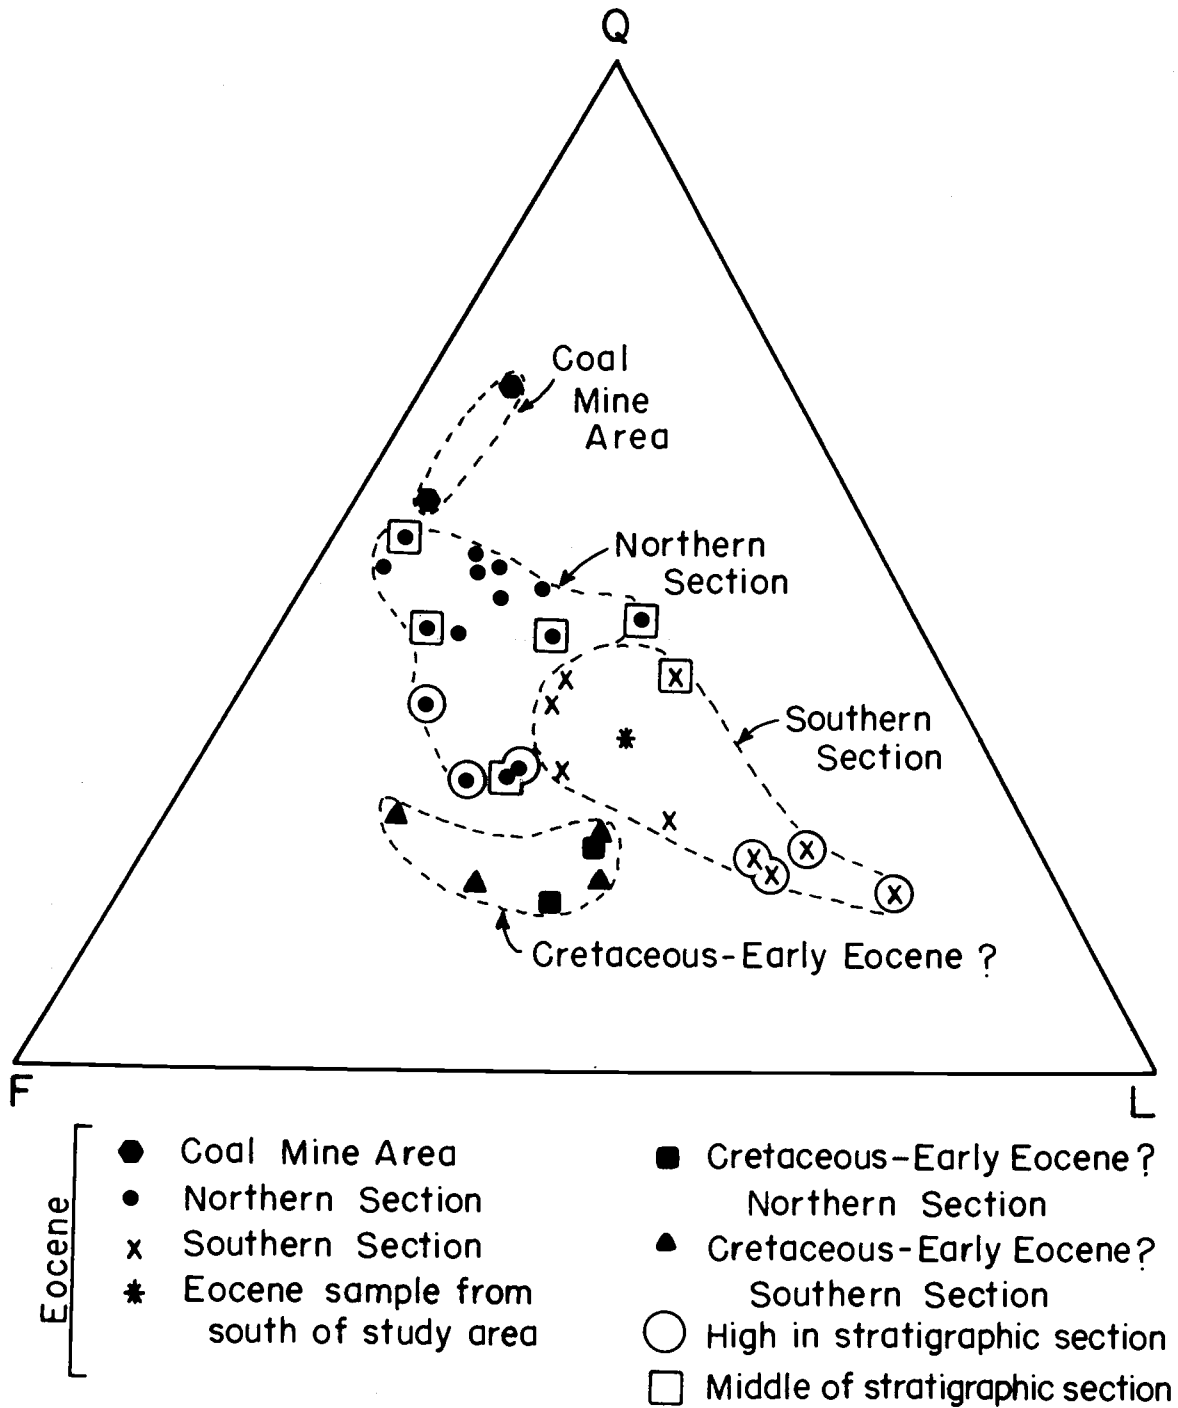 Q
Coal
Mine
Area
Northern
Section
Southern
Section
Cretaceous-Early Eocene ?
F
L
Eocene
Coal Mine Area
Northern Section
Southern Section
Eocene sample from
south of study area
Cretaceous-Early Eocene?
Northern Section
Cretaceous-Early Eocene?
Southern Section
High in stratigraphic section
Middle of stratigraphic section